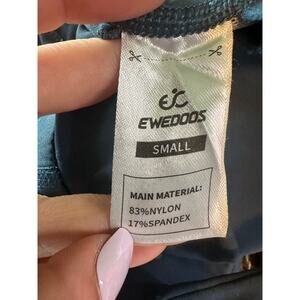 EWEDOOS
SMALL
MAIN MATERIAL:
83%NYLON
17%SPANDEX